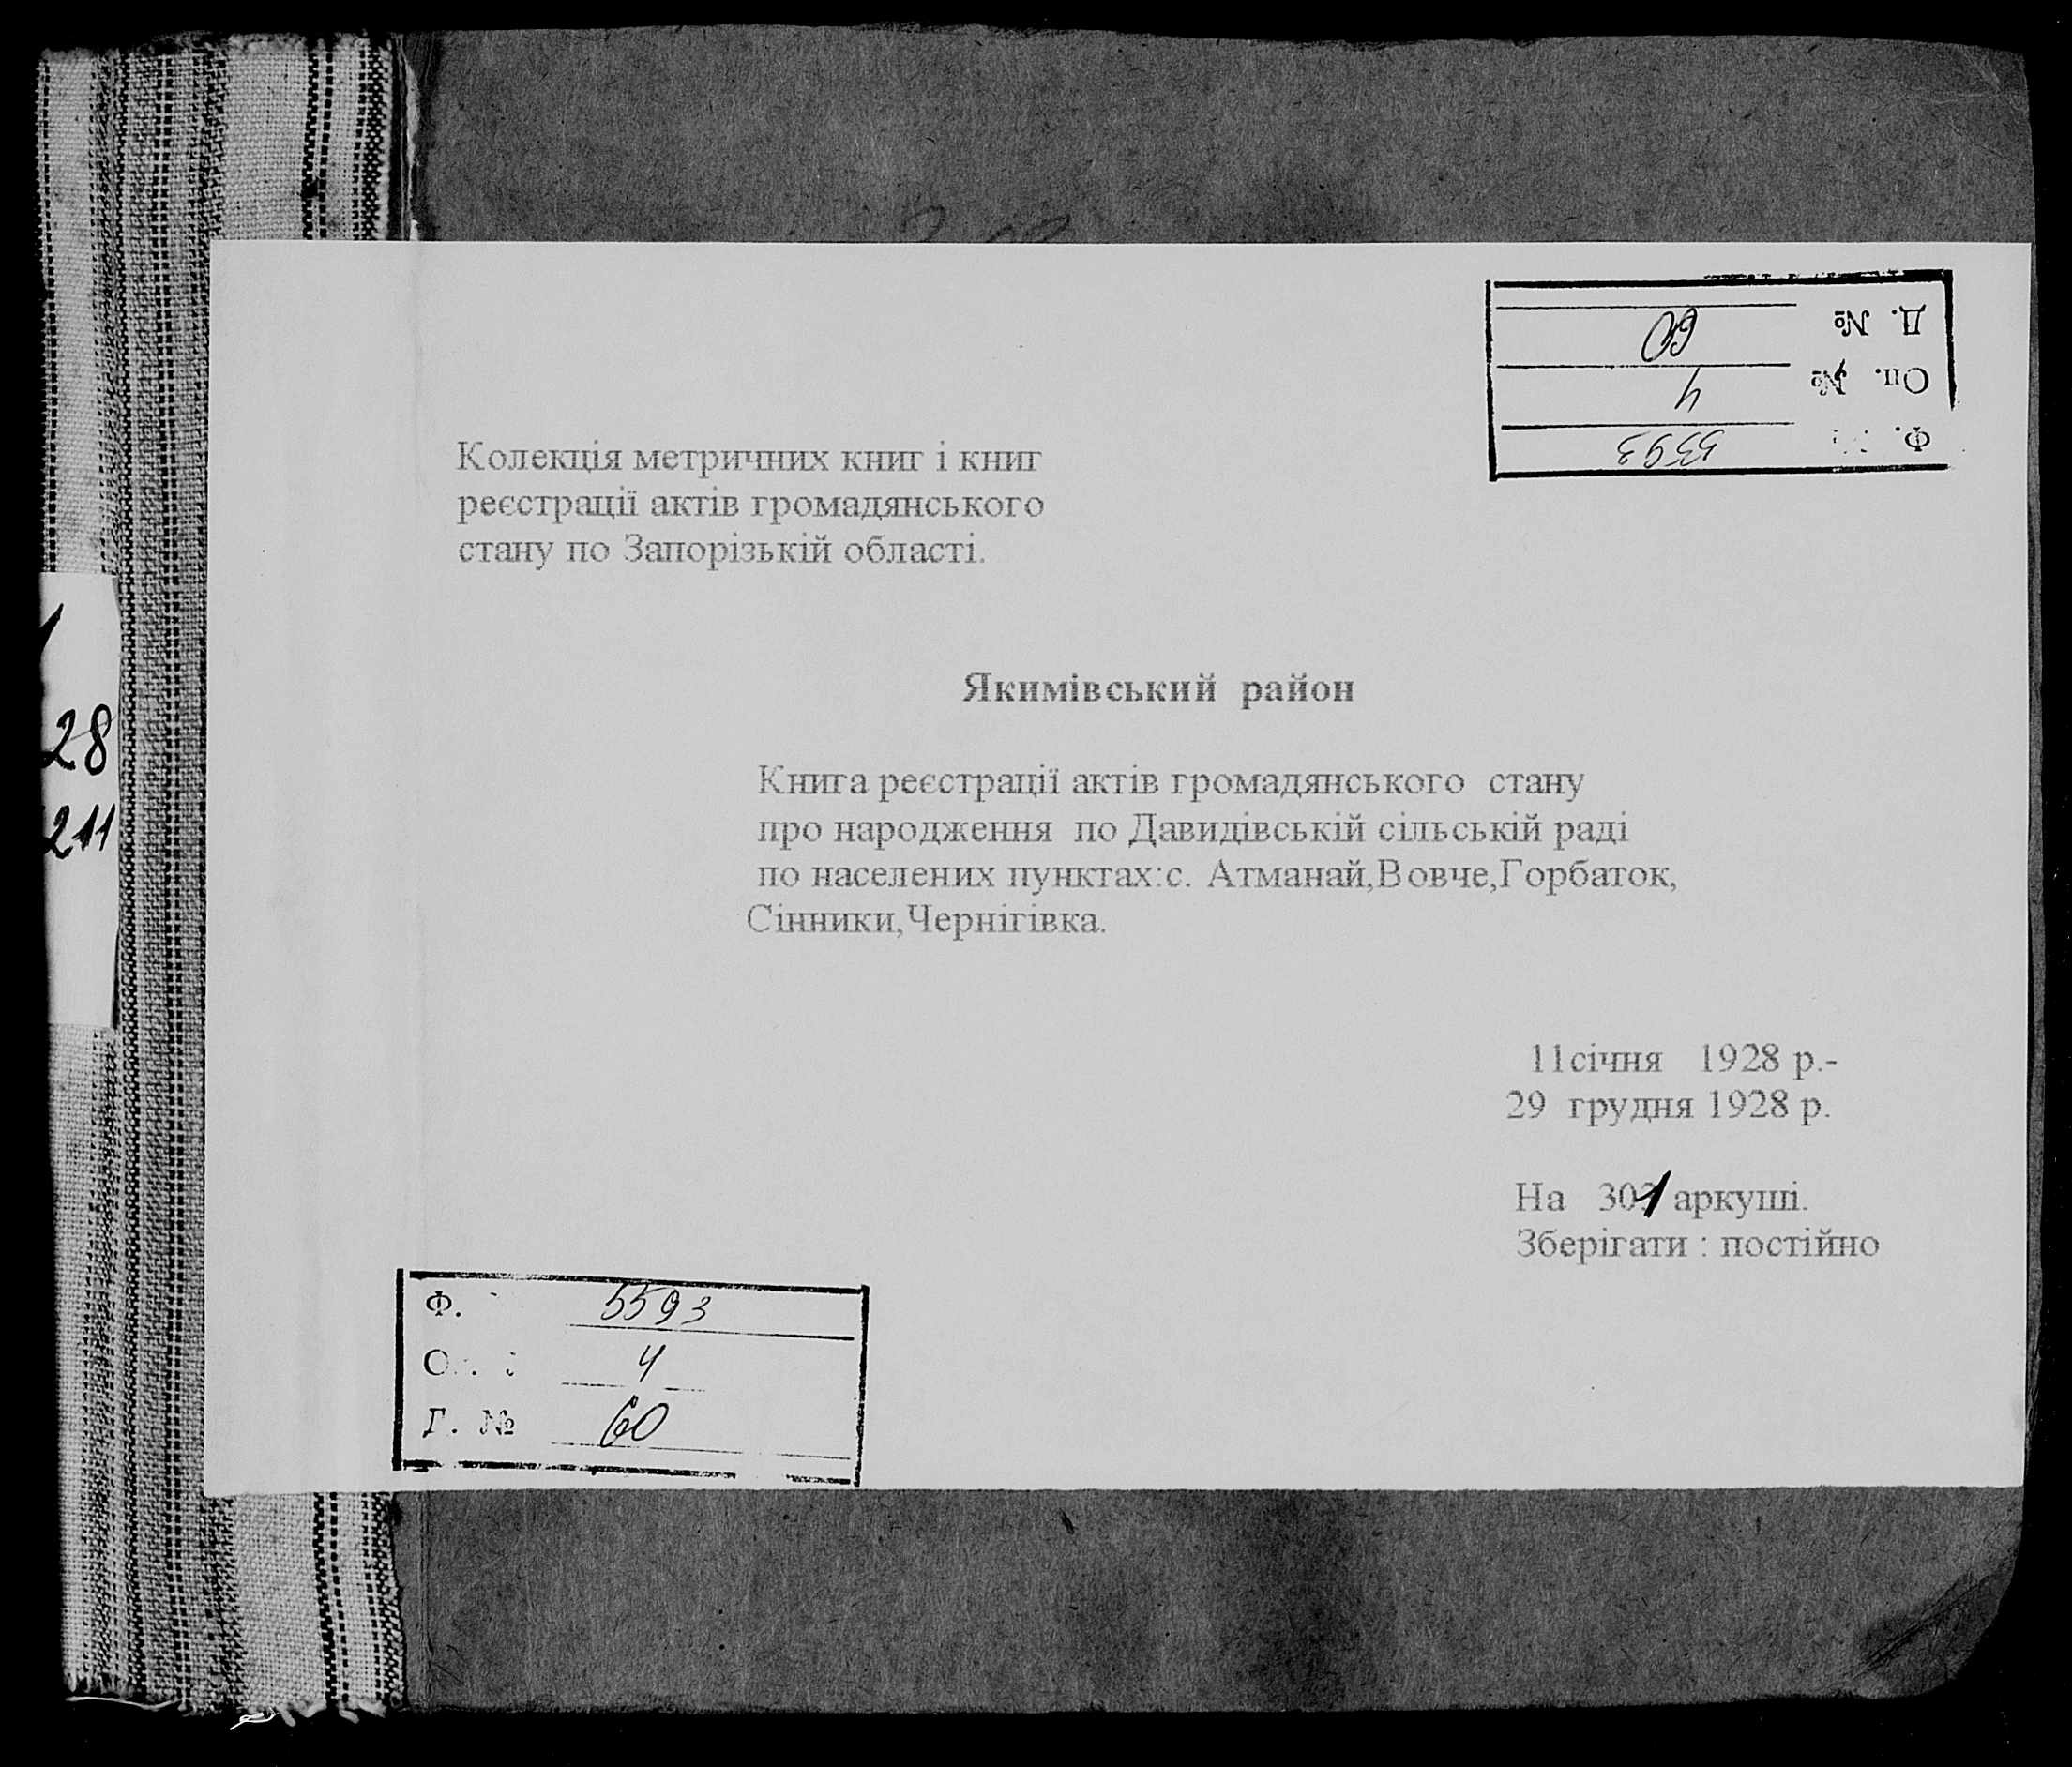 Д. № 60
Оп. № 4
Ф. 5593
Колекція метричних книг і книг
реєстрації актів громадянського
стану по Запорізькій області.
Якимівський район
28
211
Книга реєстрації актів громадянського стану
про народження по Давидівській сільській раді
по населених пунктах:с. Атманай,Вовче,Горбаток,
Сінники,Чернігівка.
11січня 1928 р.-
29 грудня 1928 р.
На 301 аркуші.
Зберігати : постійно
Ф. 5593
О. 4
Г. № 60